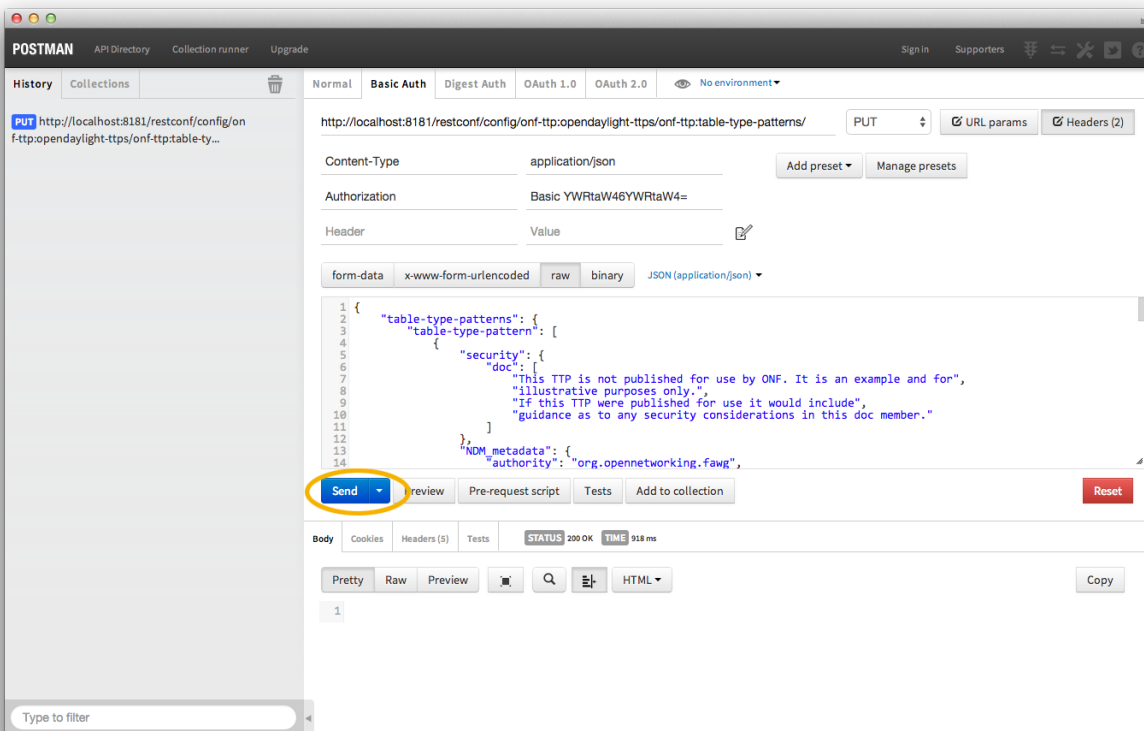 POSTMAN API Directory Collection runner Upgrade Sign in Supporters
History Collections
PUT http://localhost:8181/restconf/config/on
f-ttp:opendaylight-ttps/onf-ttp:table-ty...
Type to filter
Normal Basic Auth Digest Auth OAuth 1.0 OAuth 2.0 No environment
http://localhost:8181/restconf/config/onf-ttp:opendaylight-ttps/onf-ttp:table-type-patterns/ PUT URL params Headers (2)
Content-Type application/json Add preset Manage presets
Authorization Basic YWRtaW46YWRtaW4=
Header Value
form-data x-www-form-urlencoded raw binary JSON (application/json)
1 {
2 "table-type-patterns": {
3 "table-type-pattern": [
4 {
5 "security": {
6 "doc": [
7 "This TTP is not published for use by ONF. It is an example and for",
8 "illustrative purposes only.",
9 "If this TTP were published for use it would include",
10 "guidance as to any security considerations in this doc member."
11 ]
12 },
13 "NDM_metadata": {
14 "authority": "org.opennetworking.fawg",
Send Preview Pre-request script Tests Add to collection Reset
Body Cookies Headers (5) Tests STATUS 200 OK TIME 918 ms
Pretty Raw Preview HTML Copy
1